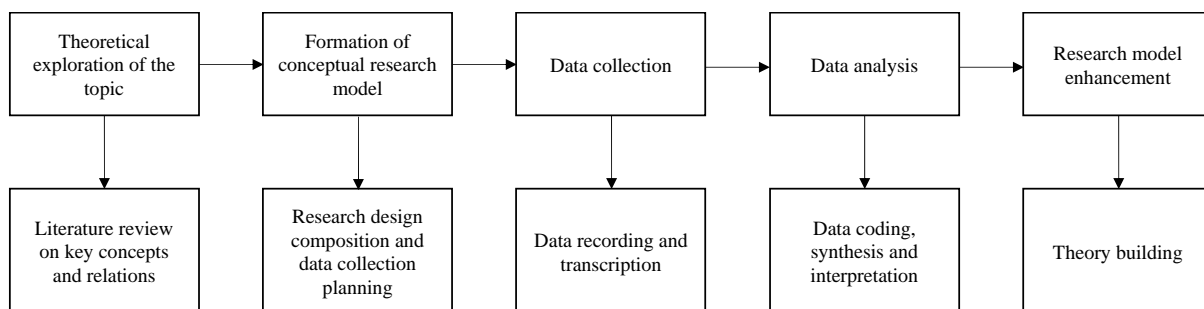 Theoretical
exploration of the
topic
Formation of
conceptual research
model
Data collection
Data analysis
Research model
enhancement
Literature review
on key concepts
and relations
Research design
composition and
data collection
planning
Data recording and
transcription
Data coding,
synthesis and
interpretation
Theory building